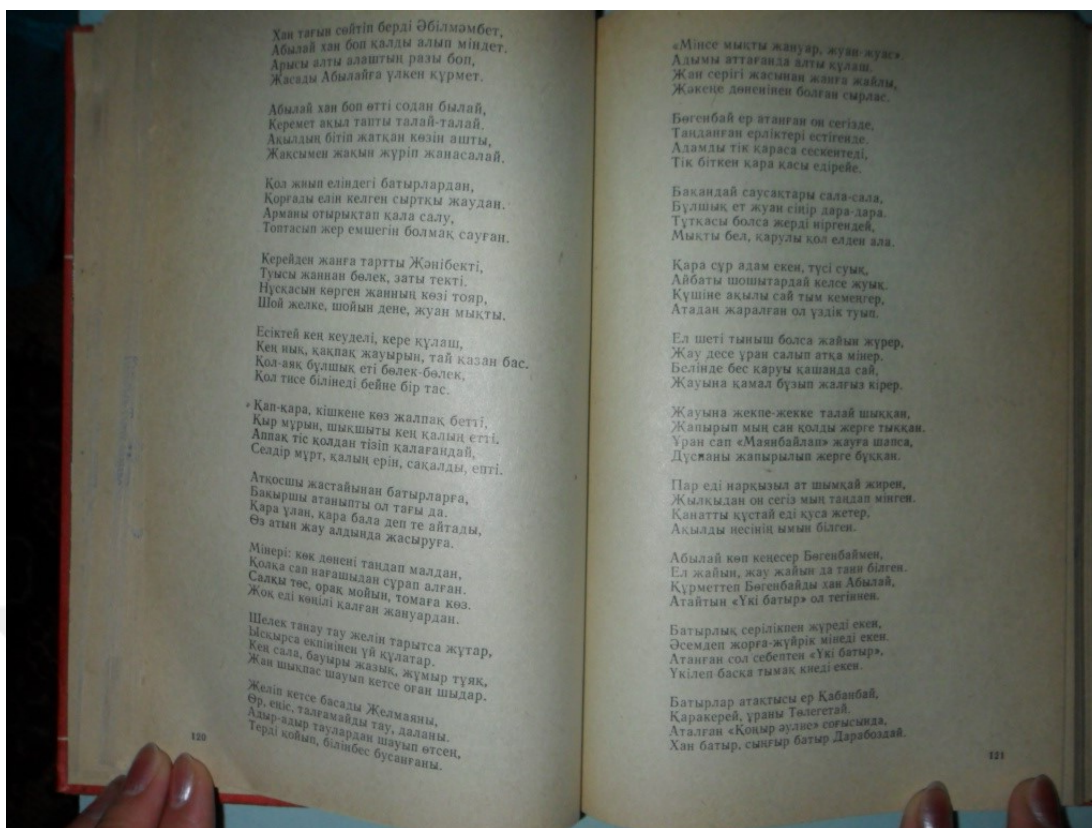 Хан тағын сөйтіп берді Әбілмәмбет,
Абылай хан боп қалды алып міндет.
Арысы алты алаштың разы боп,
Жасады Абылайға үлкен құрмет.
Абылай хан боп өтті содан былай,
Керемет ақыл тапты талай-талай.
Ақылдың бітіп жатқан көзін ашты,
Жақсымен жақын жүріп жанасалай.
Қол жиып еліндегі батырлардан,
Қорғады елін келген сыртқы жаудан.
Арманы отырықтап қала салу,
Топтасып жер емшегін болмақ сауған.
Керейден жанға тартты Жәнібекті,
Туысы жаннан бөлек, заты текті.
Нұсқасын көрген жанның көзі тояр,
Шой желке, шойын дене, жуан мықты.
Есіктей кең кеуделі, кере құлаш,
Кең иық, қақпақ жауырын, тай қазан бас.
Қол-аяқ бұлшық еті бөлек-бөлек,
Қол тисе білінеді бейне бір тас.
Қап-қара, кішкене көз жалпақ бетті,
Қыр мұрын, шықшыты кең қалың етті.
Аппақ тіс қолдан тізіп қалағандай,
Селдір мұрт, қалың ерін, сақалды, епті.
Атқосшы жастайынан батырларға,
Бақыршы атаныпты ол тағы да.
Қара ұлан, қара бала деп те айтады,
Өз атын жау алдында жасыруға.
Мінері: көк дөнені таңдап малдан,
Қолқа сап нағашыдан сұрап алған.
Салқы төс, орақ мойын, томаға көз.
Жоқ еді көңілі қалған жануардан.
Шелек танау тау желін тарытса жұтар,
Ысқырса екпінінен үй құлатар.
Кең сала, бауыры жазық, жұмыр тұяқ,
Жан шықпас шауып кетсе оған шыдар.
Желіп кетсе басады Желмаяны,
Өр, еңіс, талғамайды тау, даланы.
Адыр-адыр таулардан шауып өтсең,
Терді қойып, білінбес бусанғаны.
120
«Мінсе мықты жануар, жуан-жуас».
Адымы аттағанда алты құлаш.
Жан серігі жасынан жанға жайлы,
Жәкеңе дөненінен болған сырлас.
Бөгенбай ер атанған он сегізде,
Таңданған ерліктері естігенде.
Адамды тік қараса сескентеді,
Тік біткен қара қасы едірейе.
Бақандай саусақтары сала-сала,
Бұлшық ет жуан сіңір дара-дара.
Тұтқасы болса жерді піргендей,
Мықты бел, қарулы қол елден ала.
Қара сұр адам екен, түсі суық,
Айбаты шошытардай келсе жуық.
Күшіне ақылы сай тым кемеңгер,
Атадан жаралған ол үздік туып.
Ел шеті тыныш болса жайын жүрер,
Жау десе ұран салып атқа мінер.
Белінде бес қаруы қашанда сай,
Жауына қамал бұзып жалғыз кірер.
Жауына жекпе-жекке талай шыққан,
Жапырып мың сан қолды жерге тыққан.
Ұран сап «Маянбайлап» жауға шапса,
Дұспаны жапырылып жерге бұққан.
Пар еді нарқызыл ат шымқай жирен,
Жылқыдан он сегіз мың таңдап мінген.
Қанатты құстай еді қуса жетер,
Ақылды иесінің ымын білген.
Абылай көп кеңесер Бөгенбаймен,
Ел жайын, жау жайын да тани білген.
Құрметтеп Бөгенбайды хан Абылай,
Атайтын «Үкі батыр» ол тегіннен.
Батырлық серілікпен жүреді екен,
Әсемдеп жорға-жүйрік мінеді екен.
Атанған сол себептен «Үкі батыр»,
Үкілеп басқа тымақ киеді екен.
Батырлар атақтысы ер Қабанбай,
Қаракерей, ұраны Төлегетай.
Аталған «Қоңыр әулие» соғысында,
Хан батыр, сыңғыр батыр Дарабоздай.
121